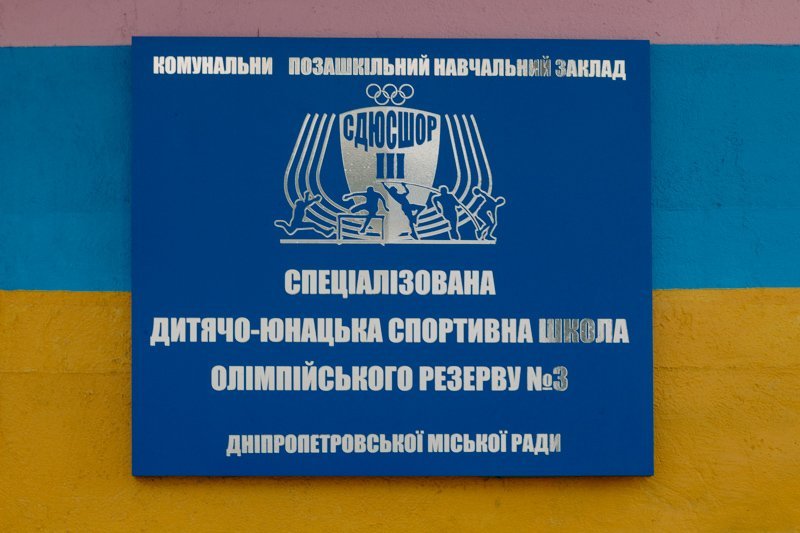 КОМУНАЛЬНИ ПОЗАШКІЛЬНИЙ НАВЧАЛЬНИЙ ЗАКЛАД
СДЮСШОР
III
СПЕЦІАЛІЗОВАНА
ДИТЯЧО-ЮНАЦЬКА СПОРТИВНА ШКОЛА
ОЛІМПІЙСЬКОГО РЕЗЕРВУ №3
ДНІПРОПЕТРОВСЬКОЇ МІСЬКОЇ РАДИ